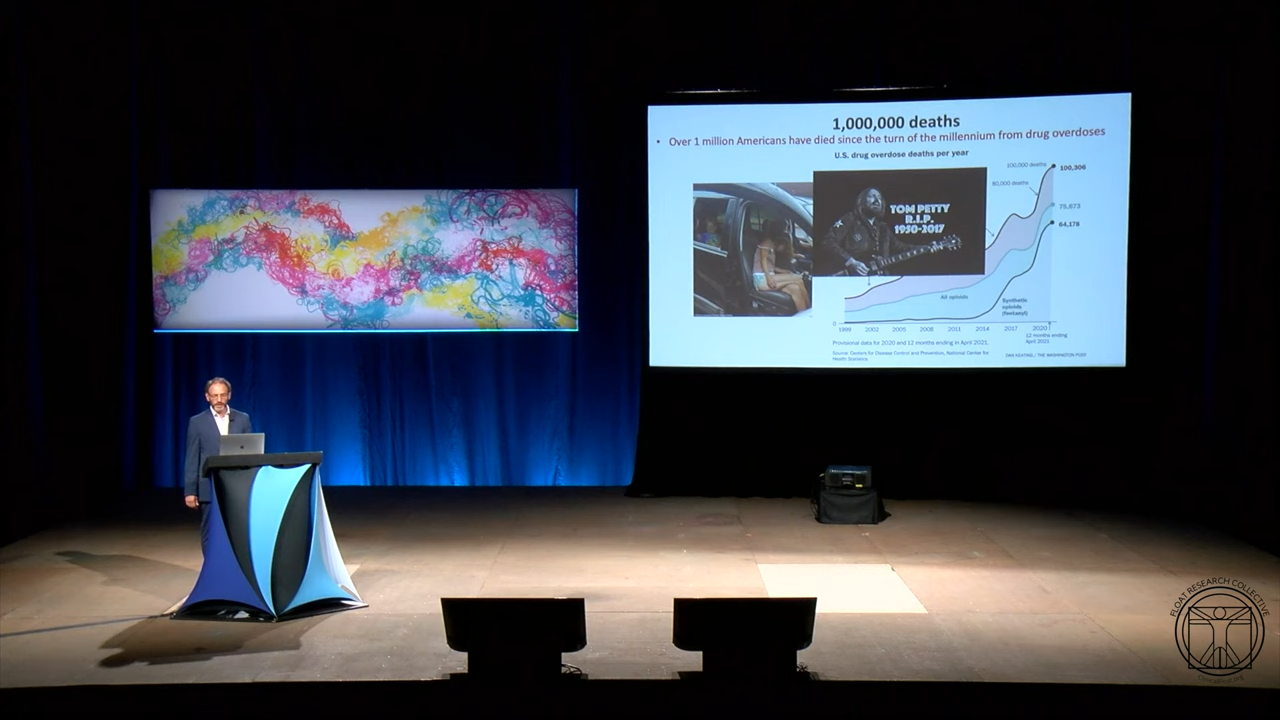 1,000,000 deaths
• Over 1 million Americans have died since the turn of the millennium from drug overdoses
U.S. drug overdose deaths per year
100,000 deaths
100,306
80,000 deaths
75,673
64,178
TOM PETTY
R.I.P.
1950-2017
All opioids
Synthetic
opioids
(fentanyl)
0
1999 2002 2005 2008 2011 2014 2017 2020
12 months ending
April 2021
Provisional data for 2020 and 12 months ending in April 2021.
Source: Centers for Disease Control and Prevention, National Center for
Health Statistics
DAN KEATING / THE WASHINGTON POST
FLOAT RESEARCH COLLECTIVE